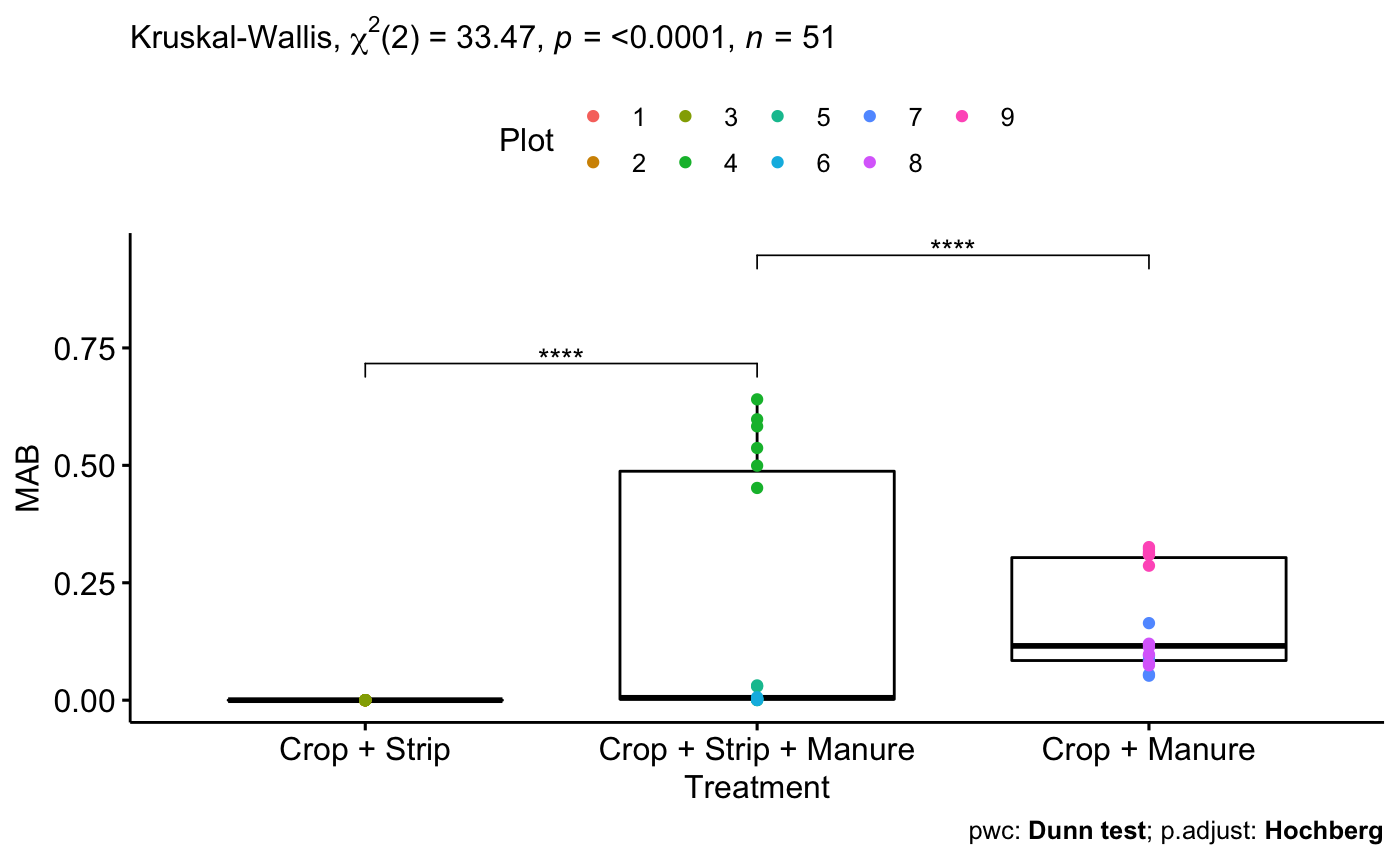 Kruskal-Wallis, χ²(2) = 33.47, p = <0.0001, n = 51
Plot 1 3 5 7 9
2 4 6 8
****
****
0.75
0.50
0.25
0.00
MAB
Crop + Strip Crop + Strip + Manure Crop + Manure
Treatment
pwc: Dunn test; p.adjust: Hochberg